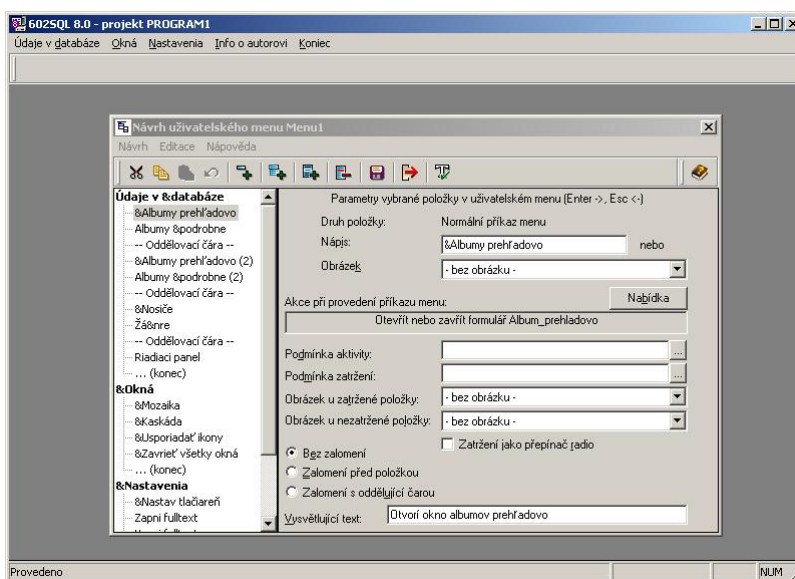 602SQL 8.0 - projekt PROGRAM1
Údaje v databáze Okná Nastavenia Info o autorovi Koniec
Návrh uživatelského menu Menu1
Návrh Editace Nápověda
Údaje v &databáze
&Albumy prehľadovo
Albumy &podrobne
-- Oddělovací čára --
&Albumy prehľadovo (2)
Albumy &podrobne (2)
-- Oddělovací čára --
&Nosiče
Žá&nre
-- Oddělovací čára --
Riadiaci panel
... (konec)
&Okná
&Mozaika
&Kaskáda
&Usporiadať ikony
&Zavrieť všetky okná
... (konec)
&Nastavenia
&Nastav tlačiareň
Zapni fulltext
Parametry vybrané položky v uživatelském menu (Enter ->, Esc <-)
Druh položky: Normální příkaz menu
Nápis: &Albumy prehľadovo nebo
Obrázek - bez obrázku -
Akce při provedení příkazu menu: Nabídka
Otevřít nebo zavřít formulář Album_prehladovo
Podmínka aktivity: ...
Podmínka zatržení: ...
Obrázek u zatržené položky: - bez obrázku -
Obrázek u nezatržené položky: - bez obrázku -
Zatržení jako přepínač radio
Bez zalomení
Zalomení před položkou
Zalomení s oddělující čarou
Vysvětlující text: Otvorí okno albumov prehľadovo
Provedeno NUM